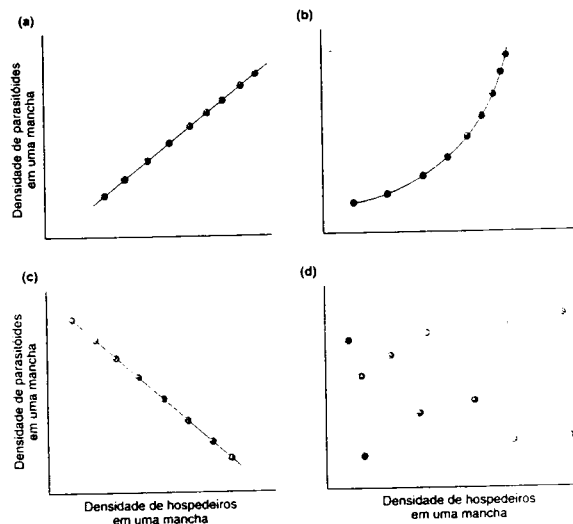 (a)
(b)
Densidade de parasitóides
em uma mancha
(c)
(d)
Densidade de parasitóides
em uma mancha
Densidade de hospedeiros
em uma mancha
Densidade de hospedeiros
em uma mancha